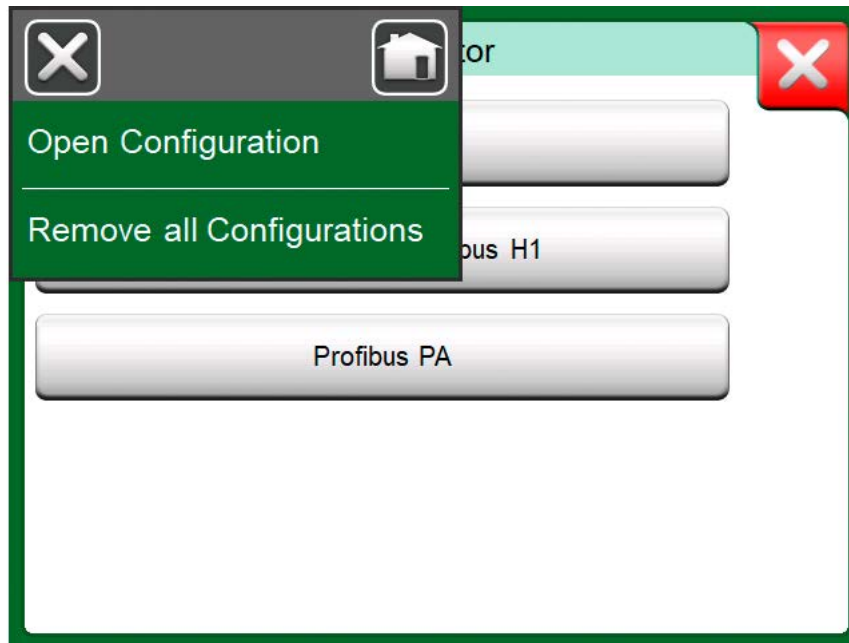 tor
Open Configuration
Remove all Configurations
bus H1
Profibus PA